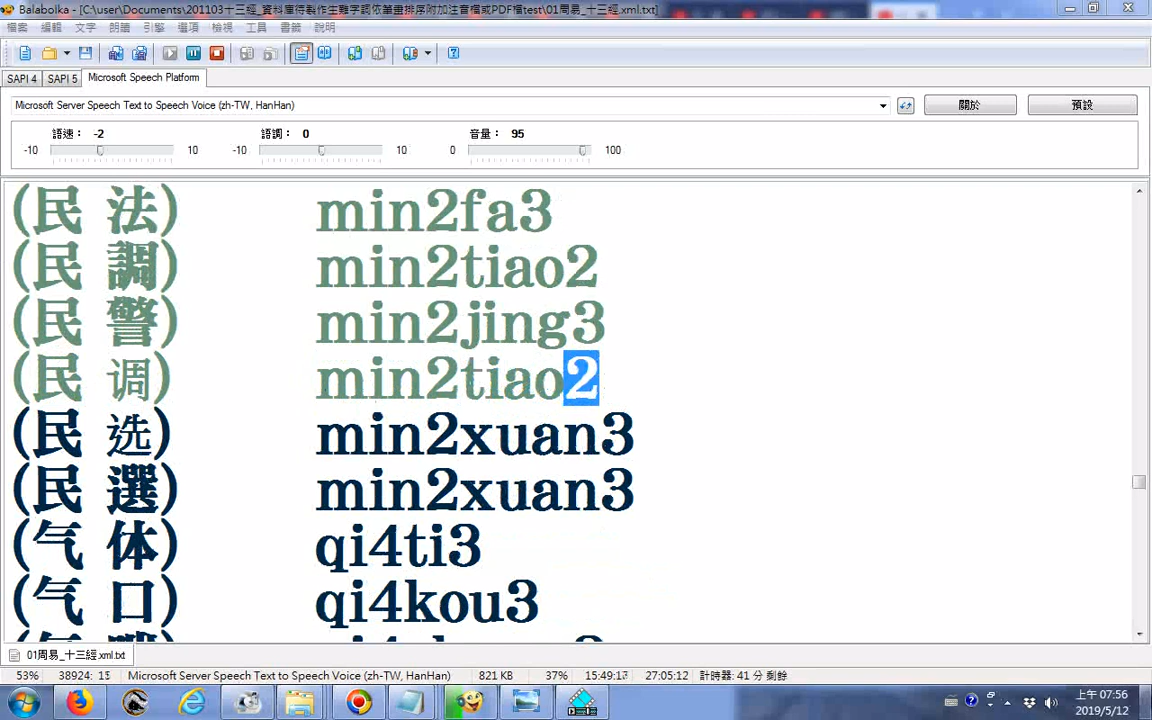 Balabolka - [C:\user\Documents\201103十三經_資料庫待製作生難字詞依筆畫排序附加注音檔或PDF檔test\01周易_十三經.xml.txt]
檔案 編輯 文字 朗讀 引擎 選項 檢視 工具 書籤 說明
SAPI 4 SAPI 5 Microsoft Speech Platform
Microsoft Server Speech Text to Speech Voice (zh-TW, HanHan) 關於 預設
語速： -2 語調： 0 音量： 95
-10 10 -10 10 0 100
(民 法) min2fa3
(民 調) min2tiao2
(民 警) min2jing3
(民 调) min2tiao2
(民 选) min2xuan3
(民 選) min2xuan3
(气 体) qi4ti3
(气 口) qi4kou3
01周易_十三經.xml.txt
53% 38924: 15 Microsoft Server Speech Text to Speech Voice (zh-TW, HanHan) 821 KB 37% 15:49:13 27:05:12 計時器: 41 分 剩餘
上午 07:56
2019/5/12